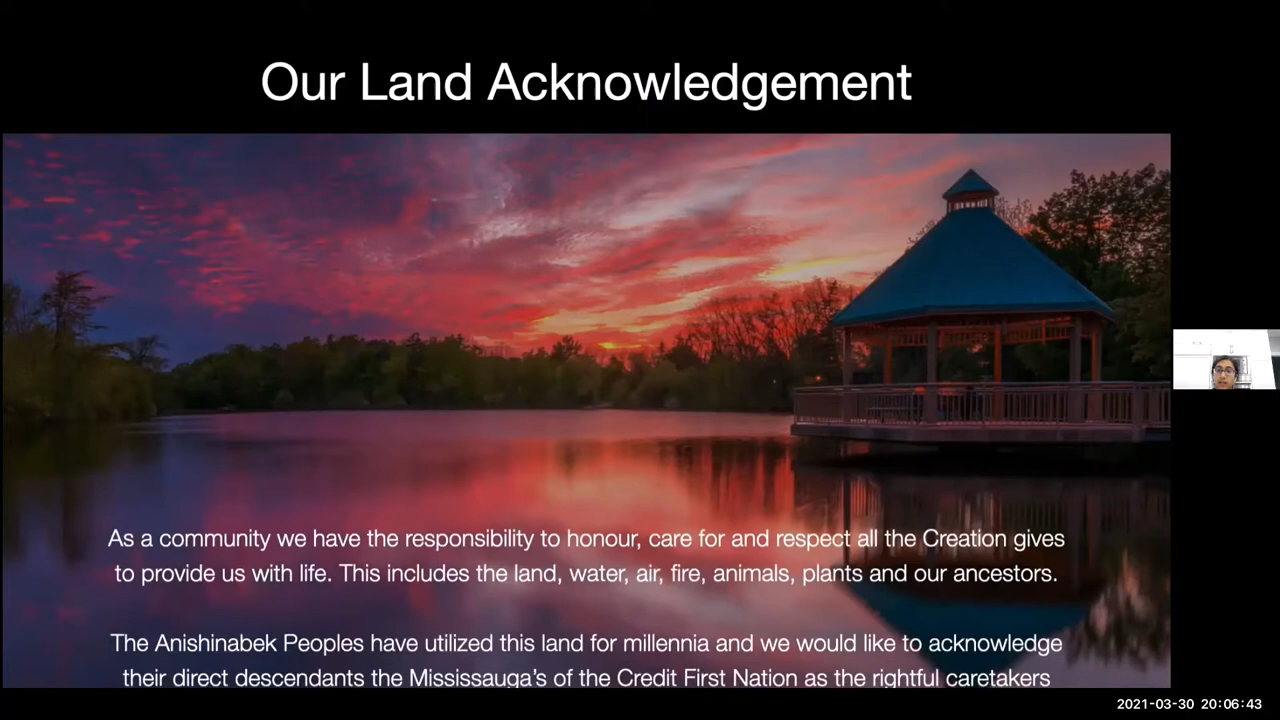 Our Land Acknowledgement
As a community we have the responsibility to honour, care for and respect all the Creation gives
to provide us with life. This includes the land, water, air, fire, animals, plants and our ancestors.
The Anishinabek Peoples have utilized this land for millennia and we would like to acknowledge
their direct descendants the Mississauga's of the Credit First Nation as the rightful caretakers
2021-03-30 20:06:43